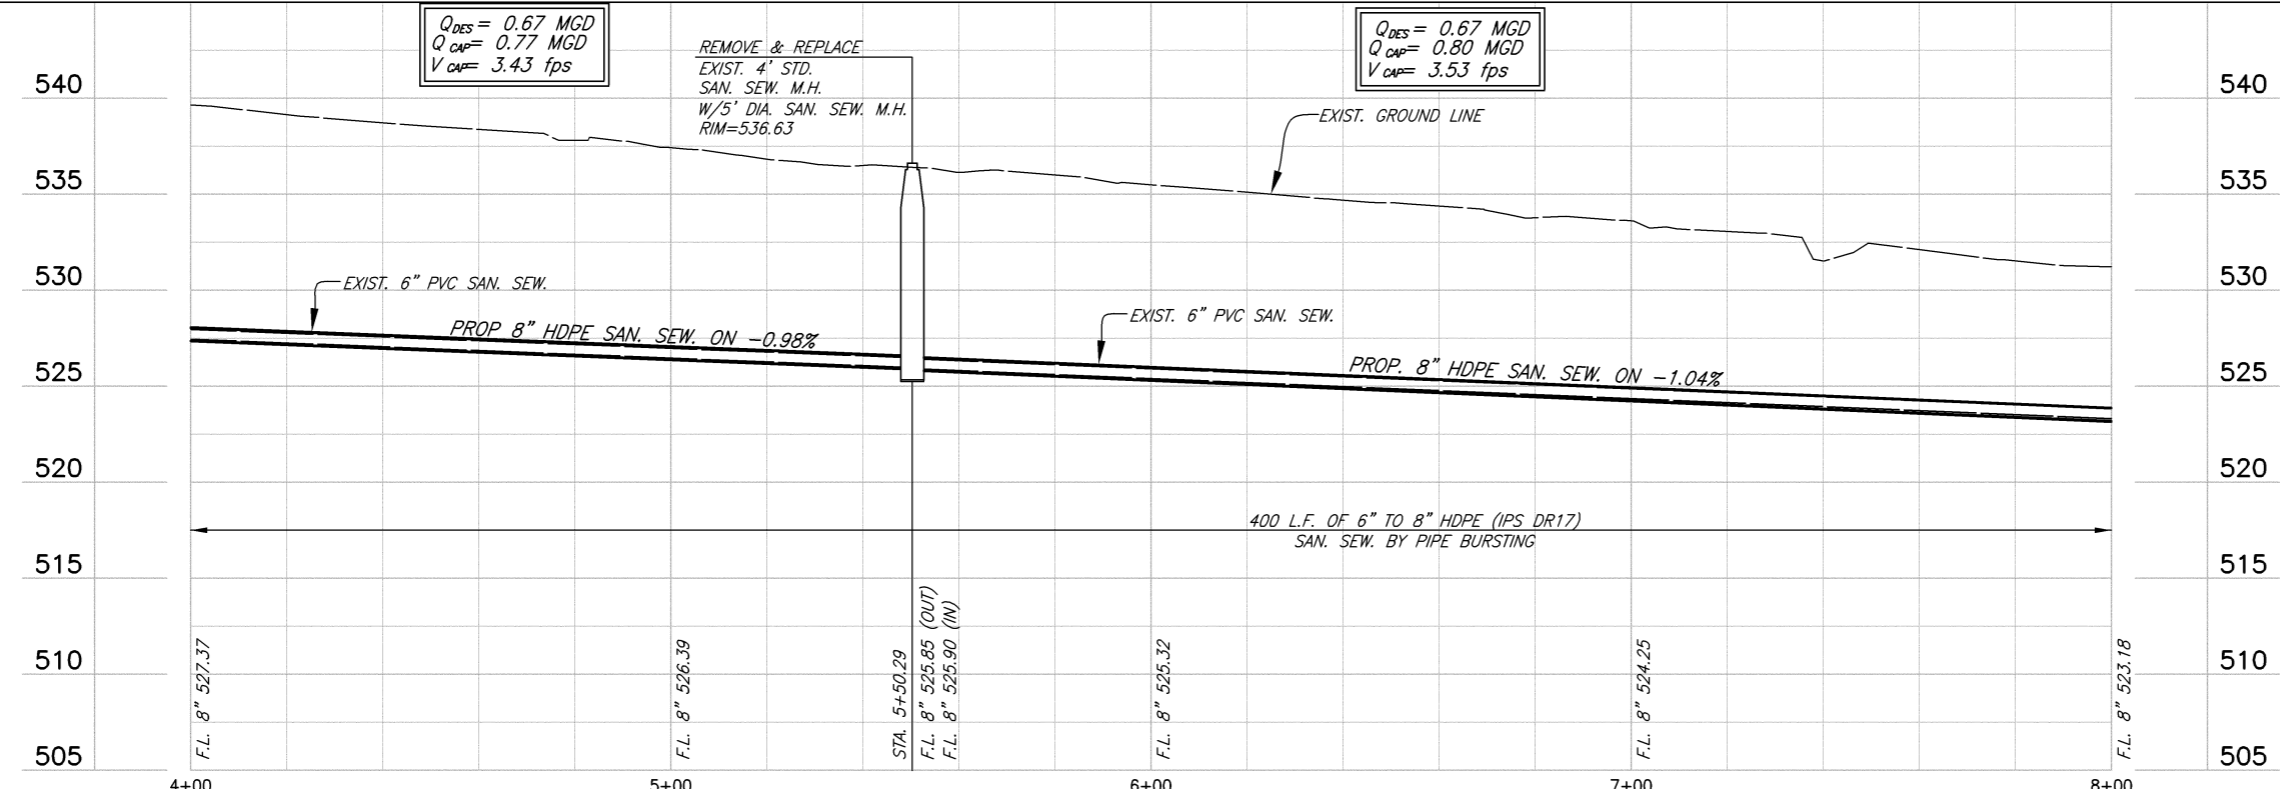 QDES= 0.67 MGD
Q CAP= 0.77 MGD
V CAP= 3.43 fps
REMOVE & REPLACE
EXIST. 4' STD.
SAN. SEW. M.H.
W/5' DIA. SAN. SEW. M.H.
RIM=536.63
QDES= 0.67 MGD
Q CAP= 0.80 MGD
V CAP= 3.53 fps
EXIST. GROUND LINE
540
540
535
535
530
530
EXIST. 6" PVC SAN. SEW.
EXIST. 6" PVC SAN. SEW.
PROP 8" HDPE SAN. SEW. ON -0.98%
PROP. 8" HDPE SAN. SEW. ON -1.04%
525
525
520
520
400 L.F. OF 6" TO 8" HDPE (IPS DR17)
SAN. SEW. BY PIPE BURSTING
515
515
510
510
505
505
F.L. 8" 527.37
F.L. 8" 526.39
STA. 5+50.29
F.L. 8" 525.85 (OUT)
F.L. 8" 525.90 (IN)
F.L. 8" 525.32
F.L. 8" 524.25
F.L. 8" 523.18
4+00
5+00
6+00
7+00
8+00